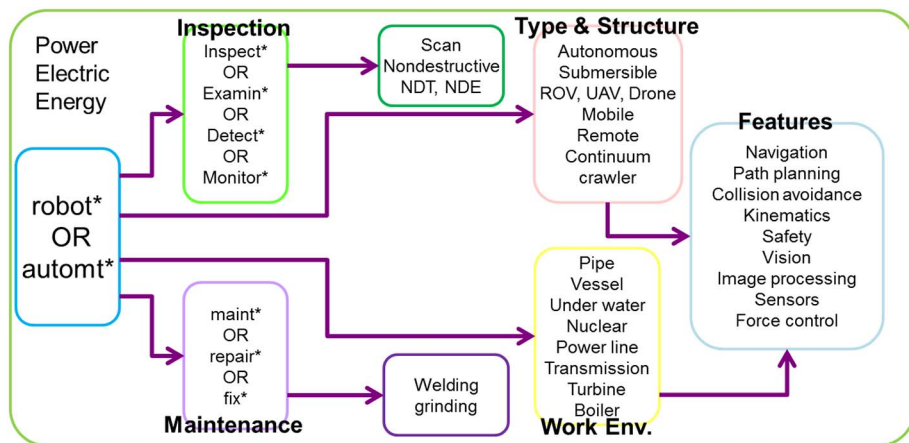 Power
Electric
Energy
robot*
OR
automt*
Inspection
Inspect*
OR
Examin*
OR
Detect*
OR
Monitor*
Scan
Nondestructive
NDT, NDE
maint*
OR
repair*
OR
fix*
Maintenance
Welding
grinding
Type & Structure
Autonomous
Submersible
ROV, UAV, Drone
Mobile
Remote
Continuum
crawler
Pipe
Vessel
Under water
Nuclear
Power line
Transmission
Turbine
Boiler
Work Env.
Features
Navigation
Path planning
Collision avoidance
Kinematics
Safety
Vision
Image processing
Sensors
Force control